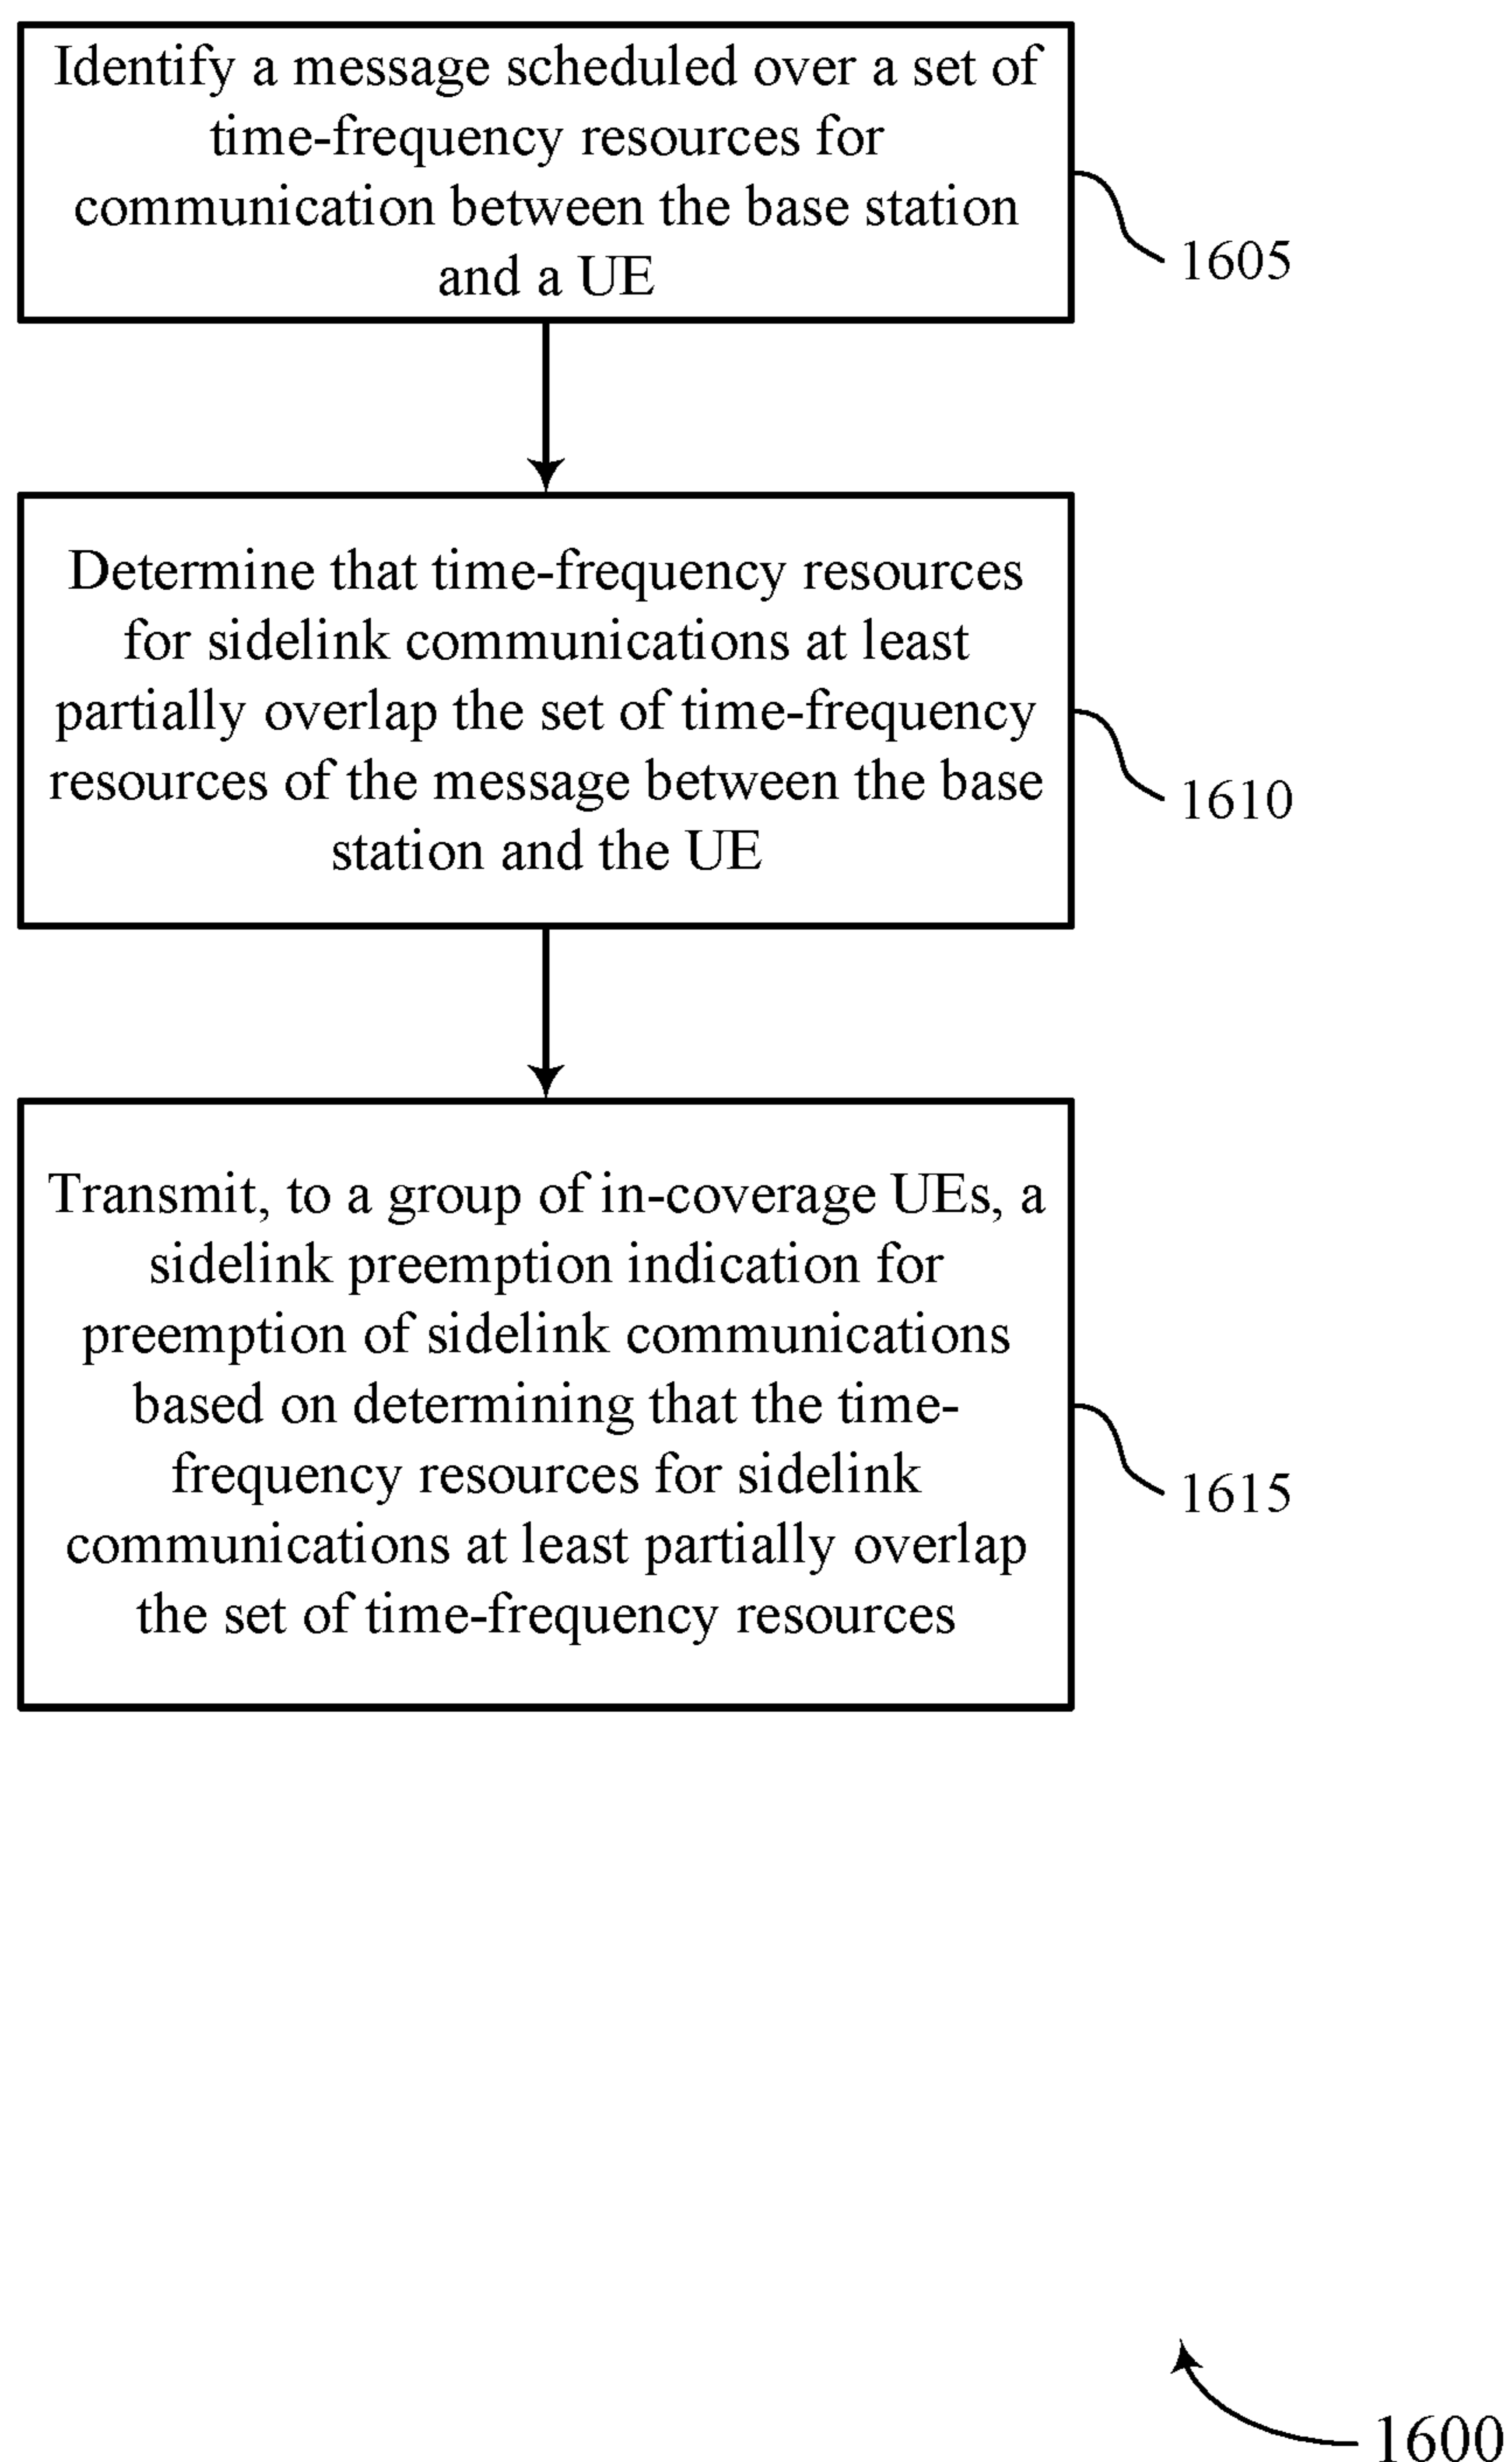 Identify a message scheduled over a set of
time-frequency resources for
communication between the base station
and a UE
1605
Determine that time-frequency resources
for sidelink communications at least
partially overlap the set of time-frequency
resources of the message between the base
station and the UE
1610
Transmit, to a group of in-coverage UEs, a
sidelink preemption indication for
preemption of sidelink communications
based on determining that the time-
frequency resources for sidelink
communications at least partially overlap
the set of time-frequency resources
1615
1600